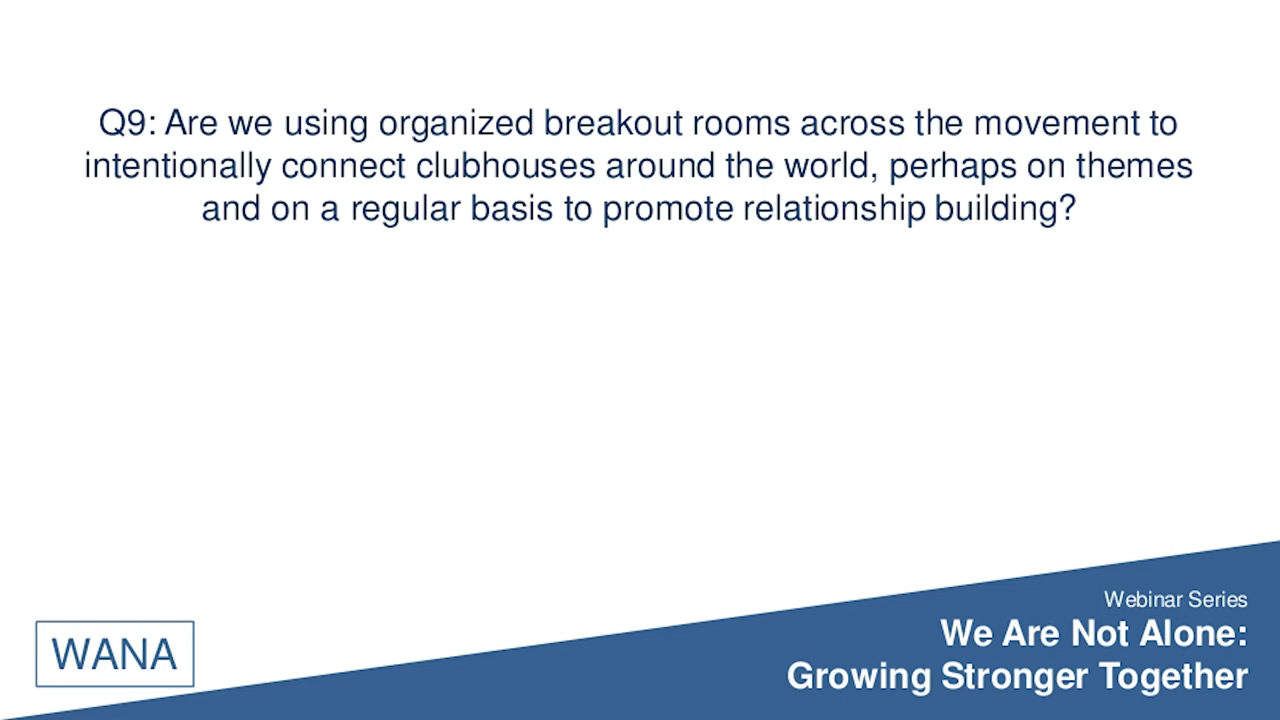 Q9: Are we using organized breakout rooms across the movement to
intentionally connect clubhouses around the world, perhaps on themes
and on a regular basis to promote relationship building?
Webinar Series
We Are Not Alone:
Growing Stronger Together
WANA